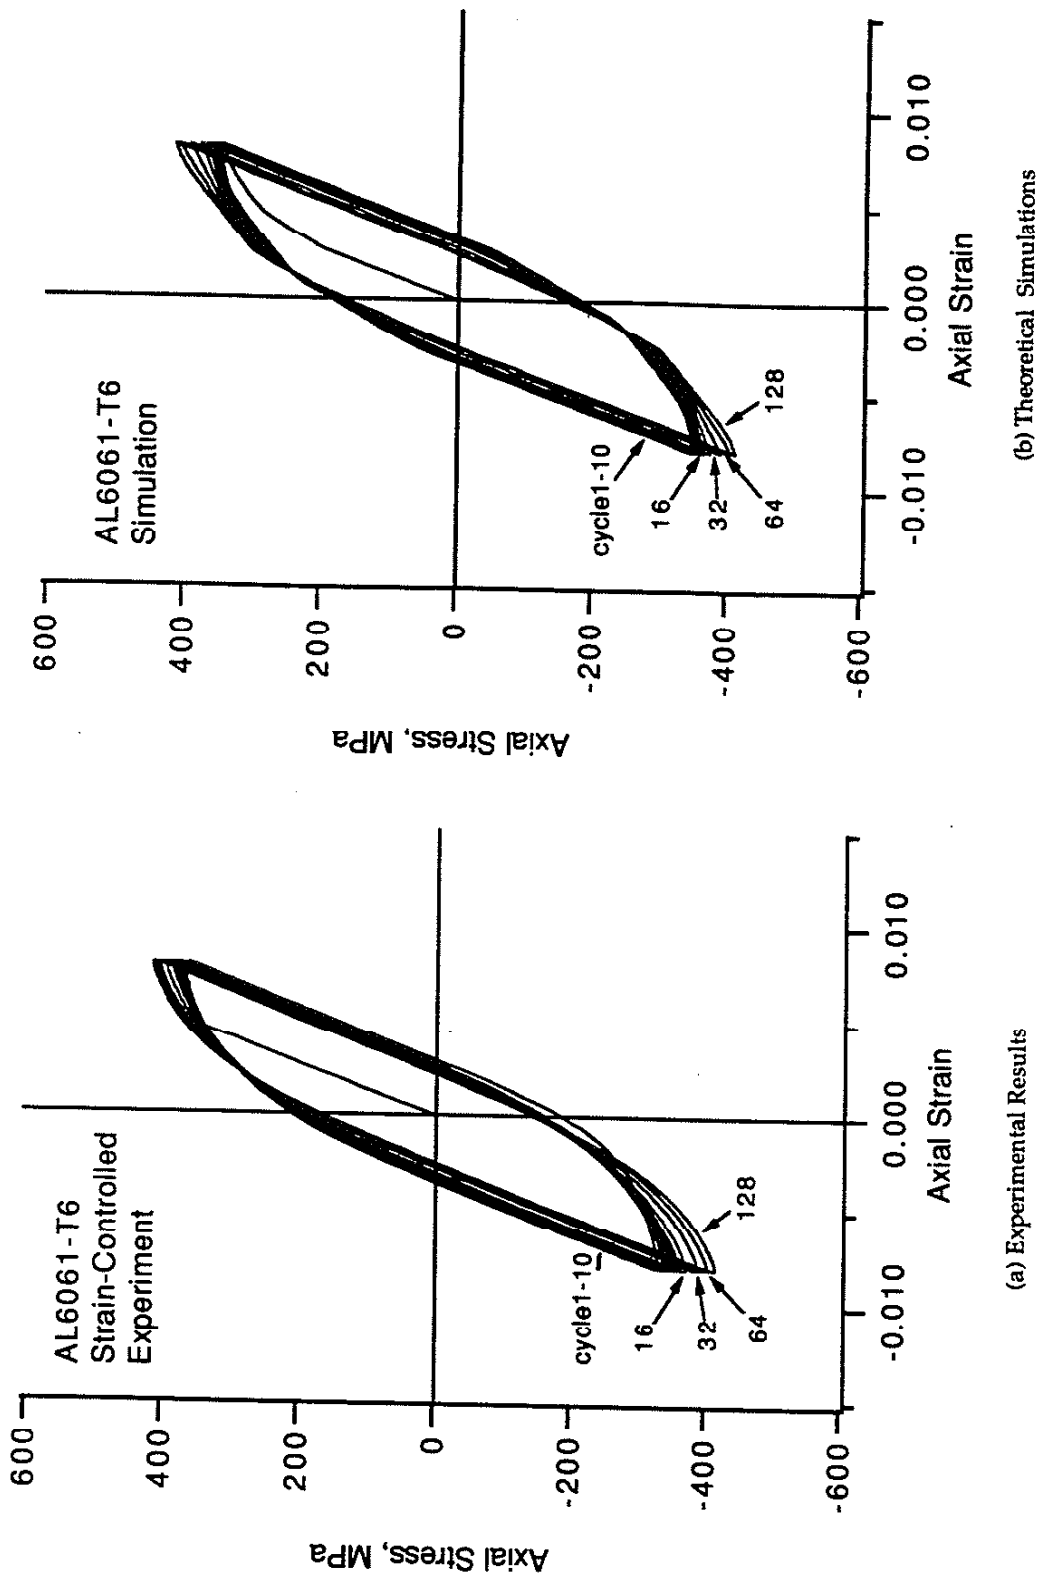 AL6061-T6
Strain-Controlled
Experiment
600
400
200
0
-200
-400
-600
Axial Stress, MPa
cycle1-10
16
32
64
128
-0.010
0.000
0.010
Axial Strain
(a) Experimental Results
AL6061-T6
Simulation
600
400
200
0
-200
-400
-600
Axial Stress, MPa
cycle1-10
16
32
64
128
-0.010
0.000
0.010
Axial Strain
(b) Theoretical Simulations